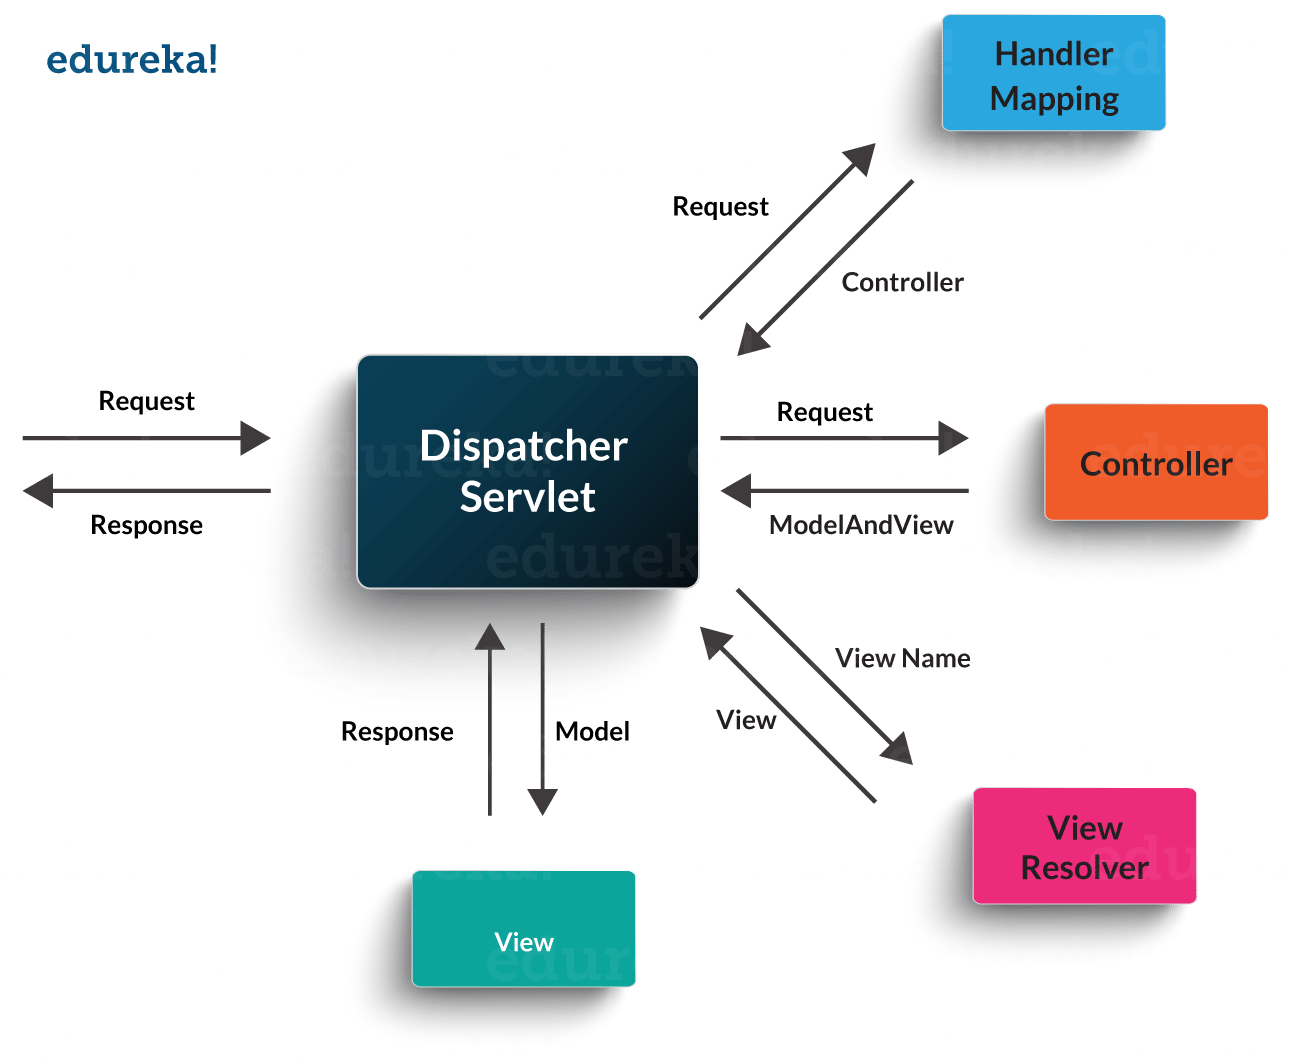 edureka!
Handler
Mapping
Request
Controller
Request
Response
Dispatcher
Servlet
Request
ModelAndView
Controller
View Name
View
Response
Model
View
Resolver
View